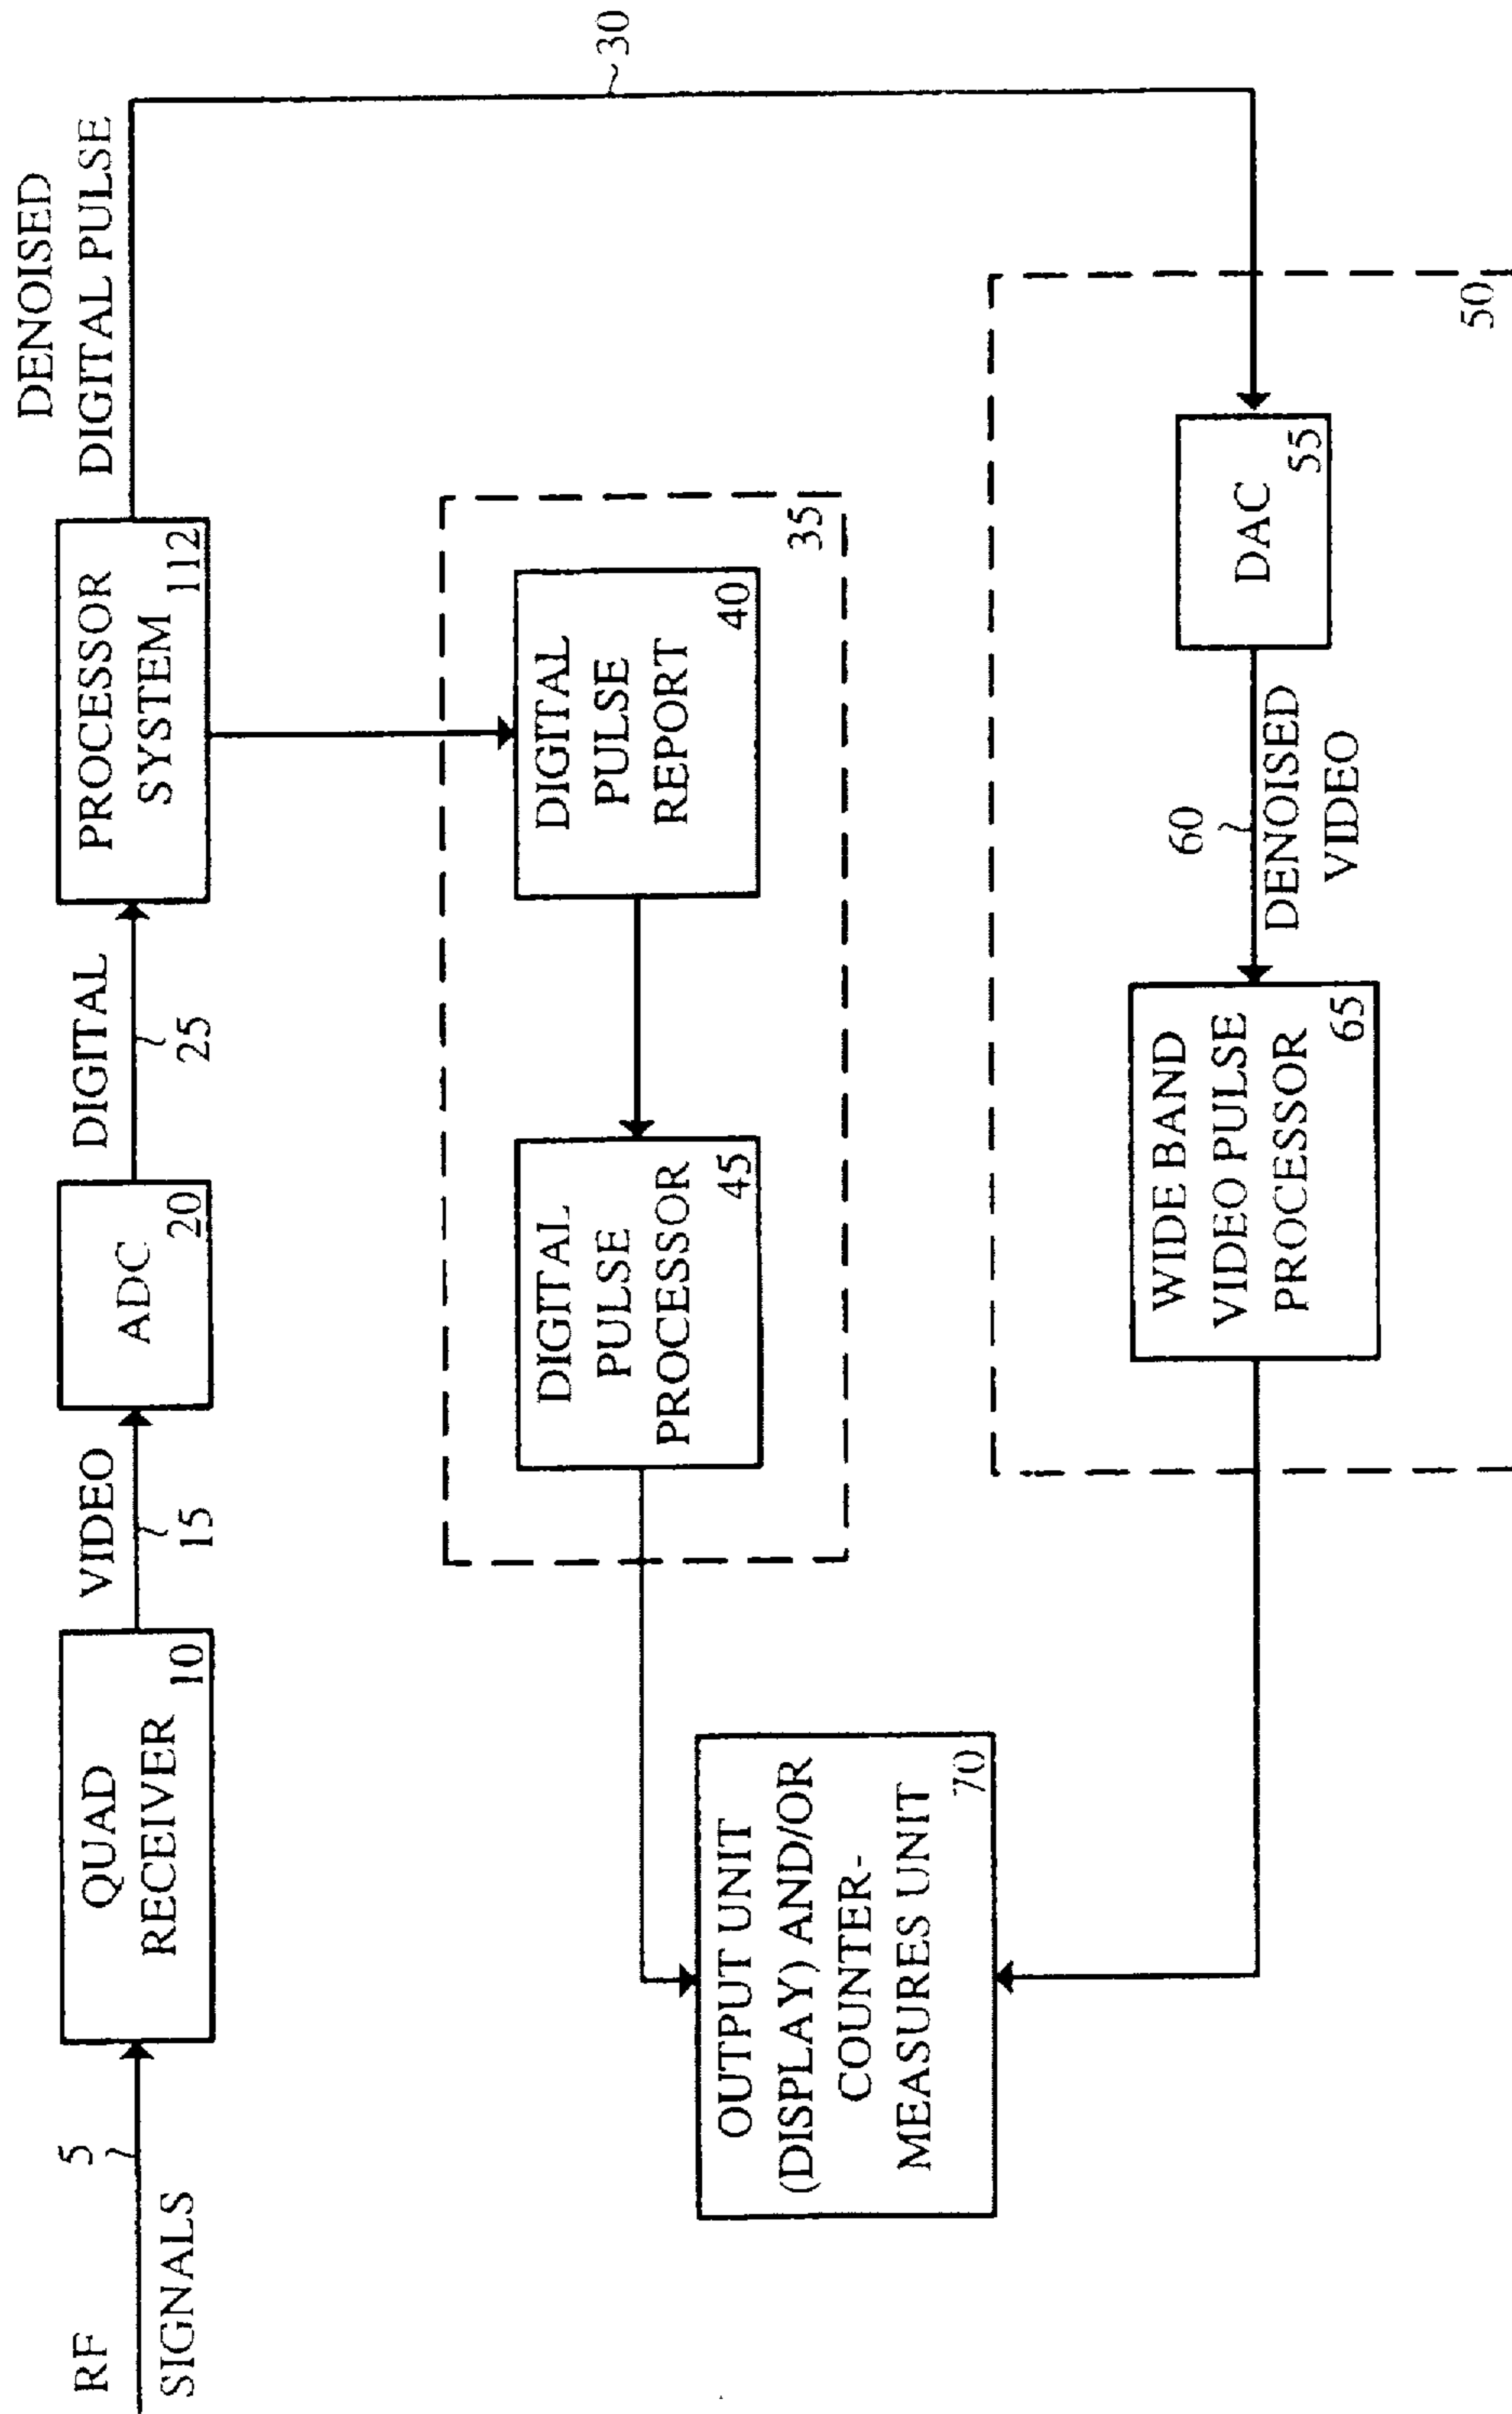 RF
SIGNALS
5
QUAD
RECEIVER
10
VIDEO
15
ADC
20
DIGITAL
25
PROCESSOR
SYSTEM
112
DENOISED
DIGITAL PULSE
30
DIGITAL
PULSE
REPORT
40
35
DIGITAL
PULSE
PROCESSOR
45
OUTPUT UNIT
(DISPLAY) AND/OR
COUNTER-
MEASURES UNIT
70
DAC
55
60
DENOISED
VIDEO
WIDE BAND
VIDEO PULSE
PROCESSOR
65
50